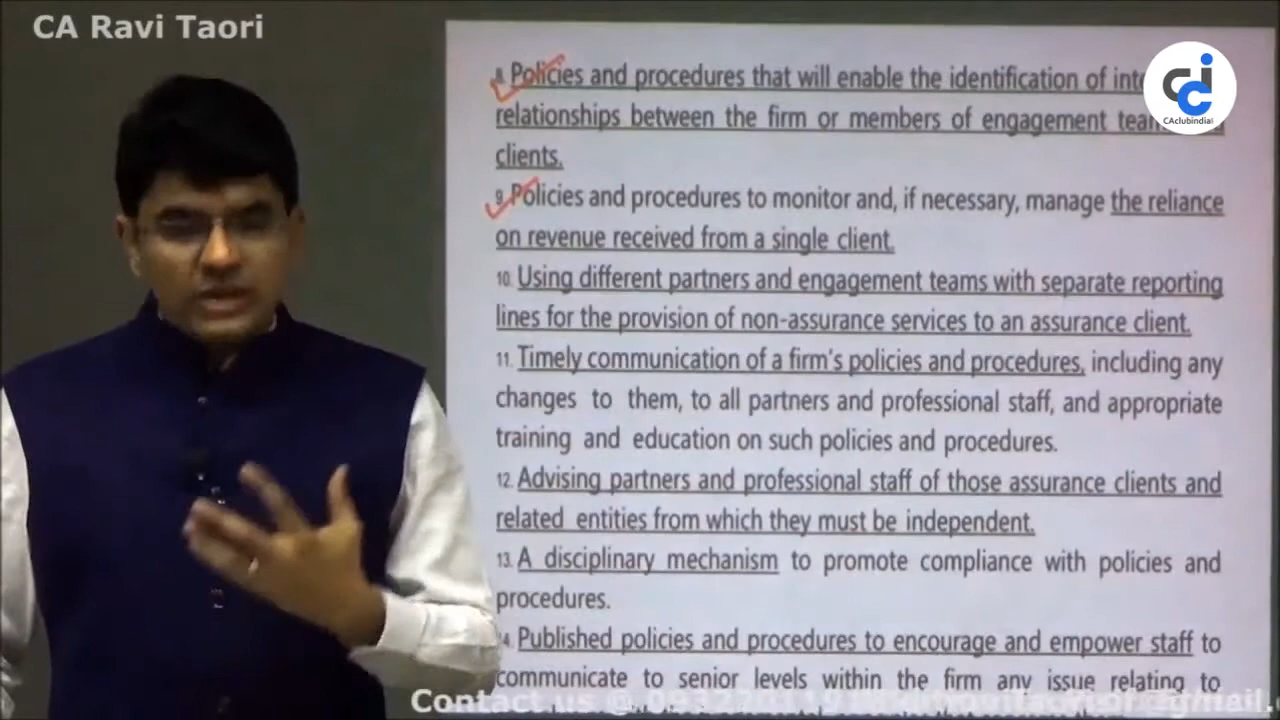 CA Ravi Taori
8. Policies and procedures that will enable the identification of
relationships between the firm or members of engagement
clients.
9. Policies and procedures to monitor and, if necessary, manage the reliance
on revenue received from a single client.
10. Using different partners and engagement teams with separate reporting
lines for the provision of non-assurance services to an assurance client.
11. Timely communication of a firm's policies and procedures, including any
changes to them, to all partners and professional staff, and appropriate
training and education on such policies and procedures.
12. Advising partners and professional staff of those assurance clients and
related entities from which they must be independent.
13. A disciplinary mechanism to promote compliance with policies and
procedures.
14. Published policies and procedures to encourage and empower staff to
communicate to senior levels within the firm any issue relating to
Contact us @
CAclubindia